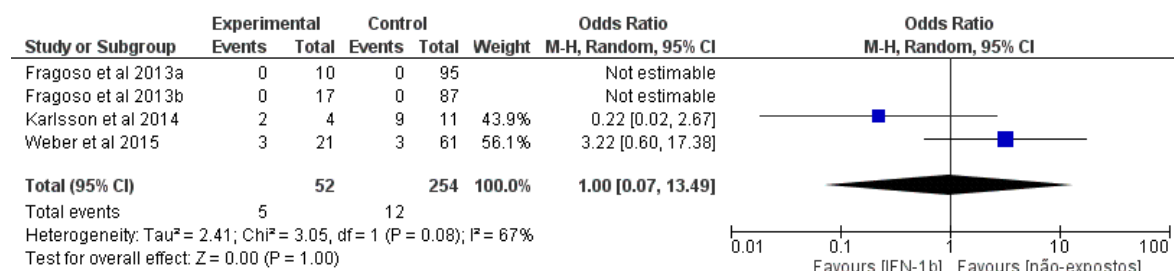 Experimental Control Odds Ratio Odds Ratio
Study or Subgroup Events Total Events Total Weight M-H, Random, 95% CI M-H, Random, 95% CI
Fragoso et al 2013a 0 10 0 95 Not estimable
Fragoso et al 2013b 0 17 0 87 Not estimable
Karlsson et al 2014 2 4 9 11 43.9% 0.22 [0.02, 2.67]
Weber et al 2015 3 21 3 61 56.1% 3.22 [0.60, 17.38]
Total (95% CI) 52 254 100.0% 1.00 [0.07, 13.49]
Total events 5 12
Heterogeneity: Tau² = 2.41; Chi² = 3.05, df = 1 (P = 0.08); I² = 67%
Test for overall effect: Z = 0.00 (P = 1.00)
0.01 0.1 1 10 100
Favours [IFN-1b] Favours [não-expostos]